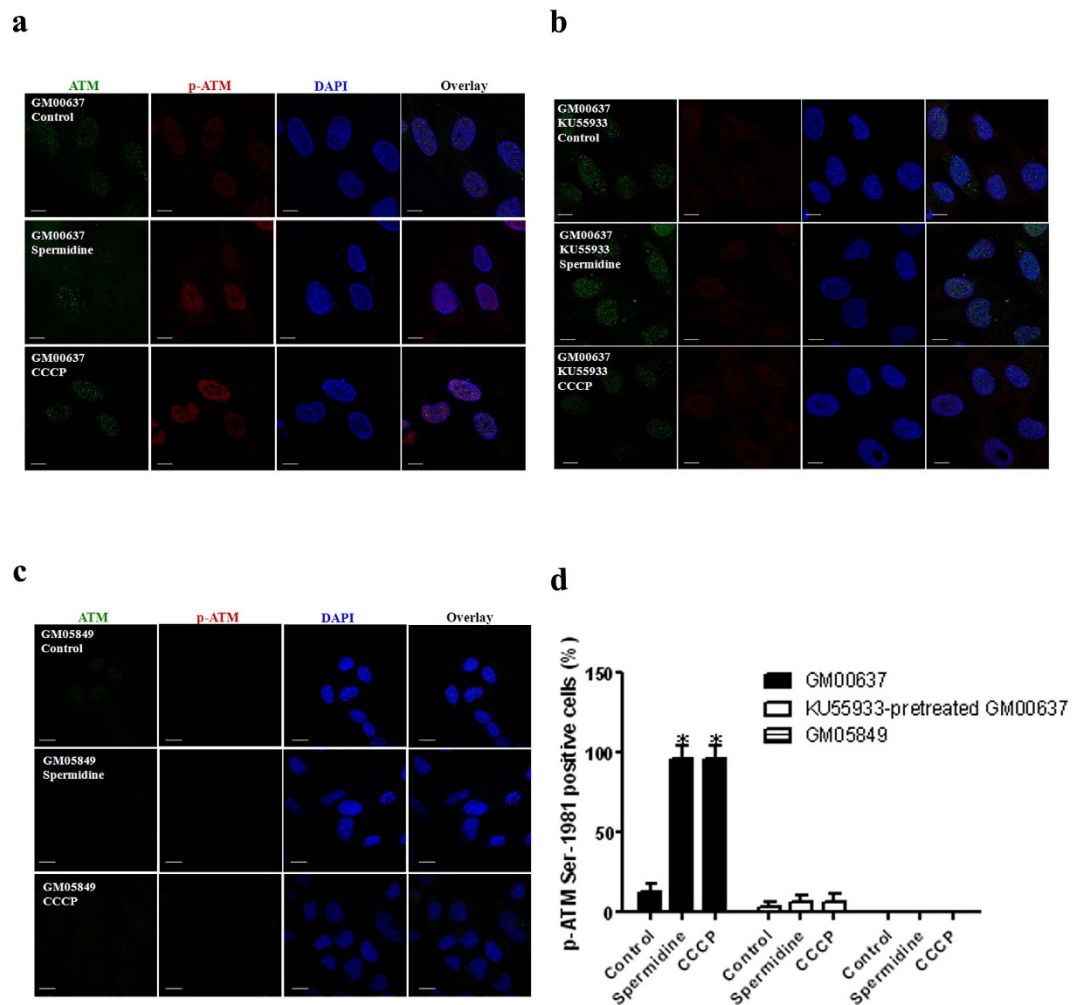 a
ATM p-ATM DAPI Overlay
GM00637
Control
GM00637
Spermidine
GM00637
CCCP
b
GM00637
KU55933
Control
GM00637
KU55933
Spermidine
GM00637
KU55933
CCCP
c
ATM p-ATM DAPI Overlay
GM05849
Control
GM05849
Spermidine
GM05849
CCCP
d
p-ATM Ser-1981 positive cells (%)
150
100
50
0
* *
GM00637
KU55933-pretreated GM00637
GM05849
Control Spermidine CCCP Control Spermidine CCCP Control Spermidine CCCP